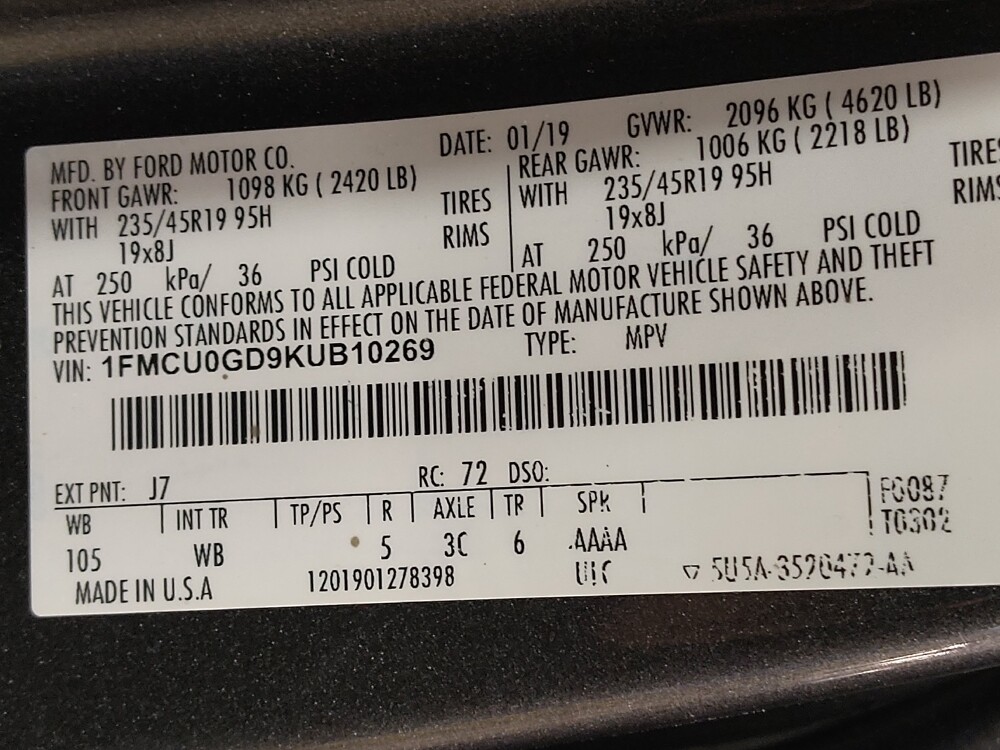 MFD. BY FORD MOTOR CO. DATE: 01/19 GVWR: 2096 KG ( 4620 LB)
FRONT GAWR: 1098 KG ( 2420 LB) REAR GAWR: 1006 KG ( 2218 LB)
WITH 235/45R19 95H TIRES WITH 235/45R19 95H TIRES
19x8J RIMS 19x8J RIMS
AT 250 kPa/ 36 PSI COLD AT 250 kPa/ 36 PSI COLD
THIS VEHICLE CONFORMS TO ALL APPLICABLE FEDERAL MOTOR VEHICLE SAFETY AND THEFT
PREVENTION STANDARDS IN EFFECT ON THE DATE OF MANUFACTURE SHOWN ABOVE.
VIN: 1FMCU0GD9KUB10269 TYPE: MPV
EXT PNT: J7 RC: 72 DSO:
WB INT TR TP/PS R AXLE TR SPR F0087
105 WB 5 3C 6 AAAA T0302
MADE IN U.S.A 1201901278398